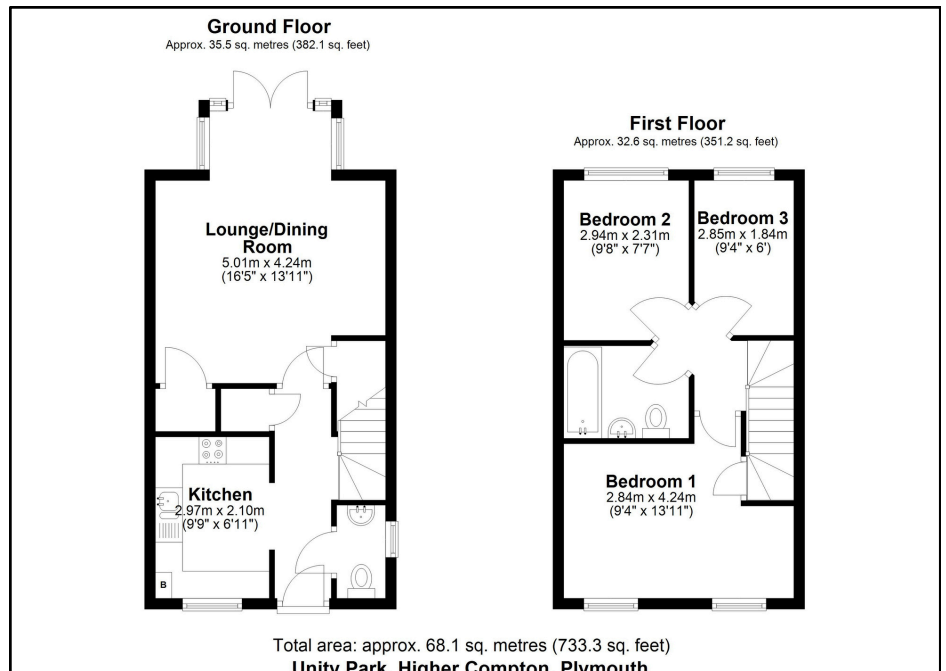 Ground Floor
Approx. 35.5 sq. metres (382.1 sq. feet)
Lounge/Dining
Room
5.01m x 4.24m
(16'5" x 13'11")
Kitchen
2.97m x 2.10m
(9'9" x 6'11")
B
First Floor
Approx. 32.6 sq. metres (351.2 sq. feet)
Bedroom 2
2.94m x 2.31m
(9'8" x 7'7")
Bedroom 3
2.85m x 1.84m
(9'4" x 6')
Bedroom 1
2.84m x 4.24m
(9'4" x 13'11")
Total area: approx. 68.1 sq. metres (733.3 sq. feet)
Unity Park, Higher Compton, Plymouth